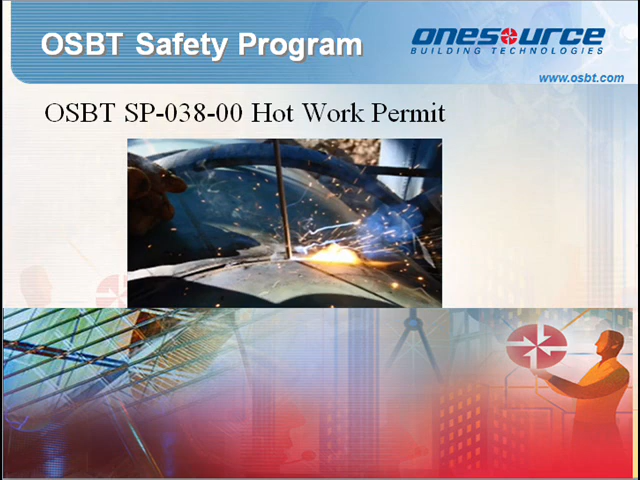 OSBT Safety Program
onesource
BUILDING TECHNOLOGIES
www.osbt.com
OSBT SP-038-00 Hot Work Permit